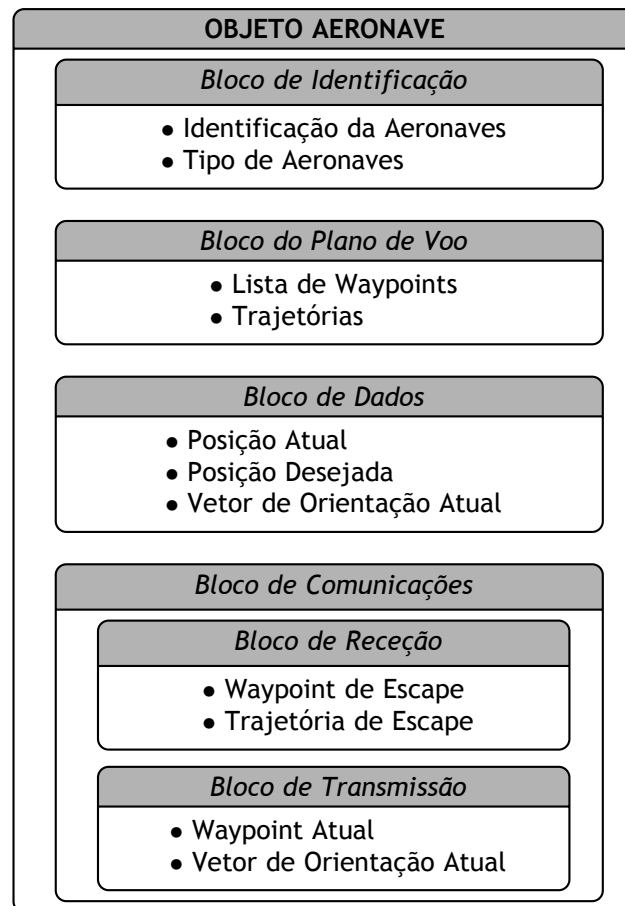 OBJETO AERONAVE
Bloco de Identificação
● Identificação da Aeronaves
● Tipo de Aeronaves
Bloco do Plano de Voo
● Lista de Waypoints
● Trajetórias
Bloco de Dados
● Posição Atual
● Posição Desejada
● Vetor de Orientação Atual
Bloco de Comunicações
Bloco de Receção
● Waypoint de Escape
● Trajetória de Escape
Bloco de Transmissão
● Waypoint Atual
● Vetor de Orientação Atual